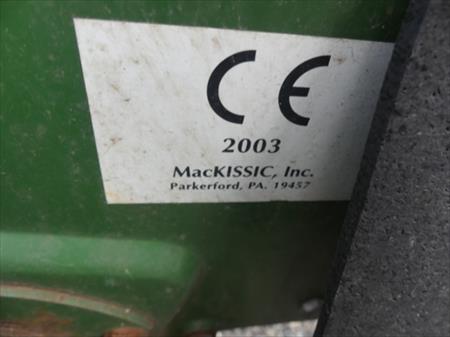 CE
2003
MacKISSIC, Inc.
Parkerford, PA. 19457